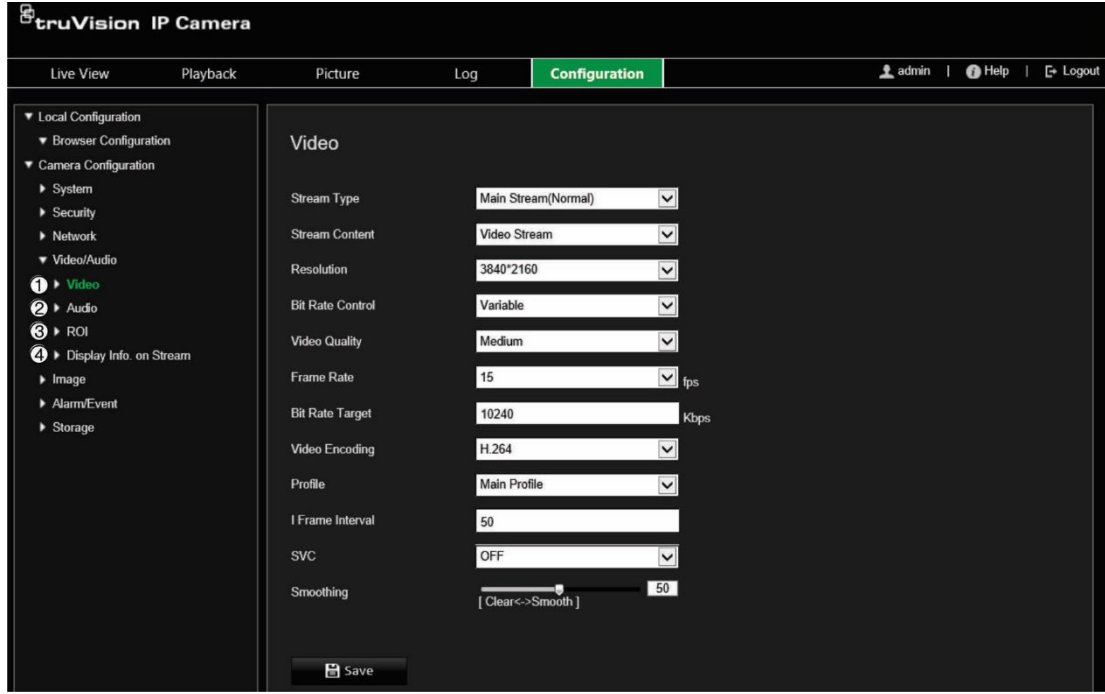 truVision IP Camera
Live View Playback Picture Log Configuration admin | Help | Logout
Local Configuration
Browser Configuration
Camera Configuration
System
Security
Network
Video/Audio
1 Video
2 Audio
3 ROI
4 Display Info. on Stream
Image
Alarm/Event
Storage
Video
Stream Type Main Stream(Normal)
Stream Content Video Stream
Resolution 3840*2160
Bit Rate Control Variable
Video Quality Medium
Frame Rate 15 fps
Bit Rate Target 10240 Kbps
Video Encoding H.264
Profile Main Profile
I Frame Interval 50
SVC OFF
Smoothing 50
[ Clear<->Smooth ]
Save